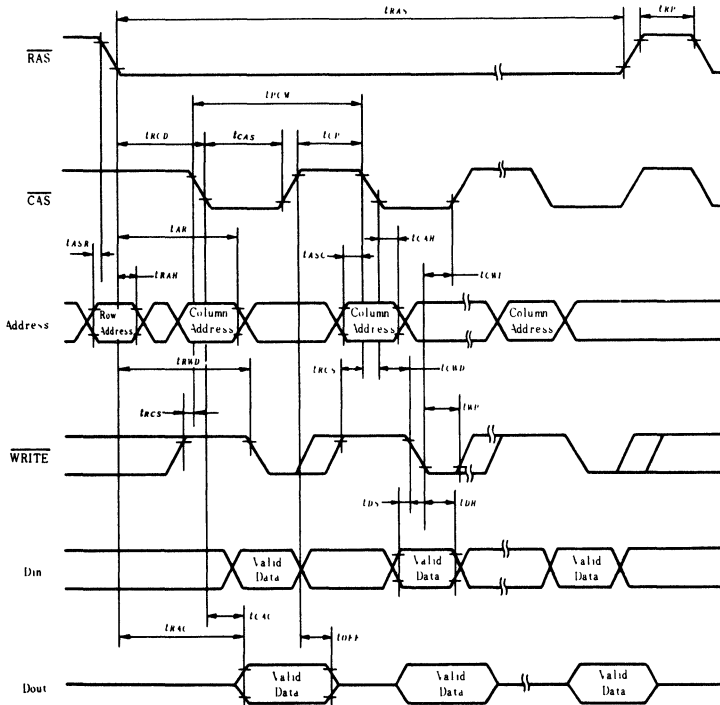 tRAS
tRP
RAS
tPCM
tRCD
tCAS
tCP
CAS
tAR
tASR
tRAH
tASC
tCAH
tCWL
Address
Row Address
Column Address
Column Address
Column Address
tRWD
tRCS
tCWD
tRCS
tWP
WRITE
tDS
tDH
Din
Valid Data
Valid Data
Valid Data
tCAC
tRAC
tOFF
Dout
Valid Data
Valid Data
Valid Data